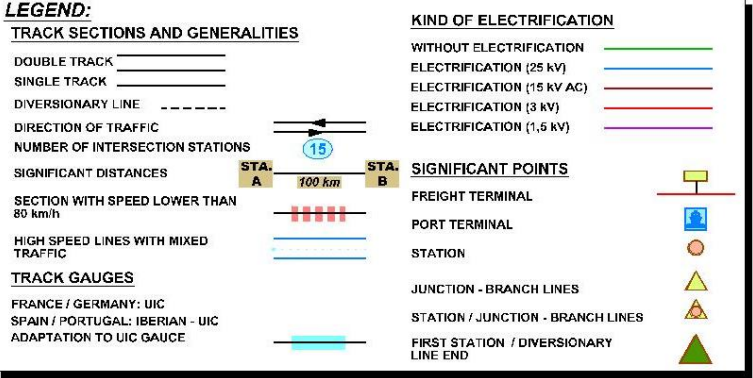 LEGEND:
TRACK SECTIONS AND GENERALITIES
DOUBLE TRACK
SINGLE TRACK
DIVERSIONARY LINE
DIRECTION OF TRAFFIC
NUMBER OF INTERSECTION STATIONS
15
SIGNIFICANT DISTANCES
STA. A
100 km
STA. B
SECTION WITH SPEED LOWER THAN
80 km/h
HIGH SPEED LINES WITH MIXED
TRAFFIC
TRACK GAUGES
FRANCE / GERMANY: UIC
SPAIN / PORTUGAL: IBERIAN - UIC
ADAPTATION TO UIC GAUCE
KIND OF ELECTRIFICATION
WITHOUT ELECTRIFICATION
ELECTRIFICATION (25 kV)
ELECTRIFICATION (15 kV AC)
ELECTRIFICATION (3 kV)
ELECTRIFICATION (1,5 kV)
SIGNIFICANT POINTS
FREIGHT TERMINAL
PORT TERMINAL
STATION
JUNCTION - BRANCH LINES
STATION / JUNCTION - BRANCH LINES
FIRST STATION / DIVERSIONARY
LINE END